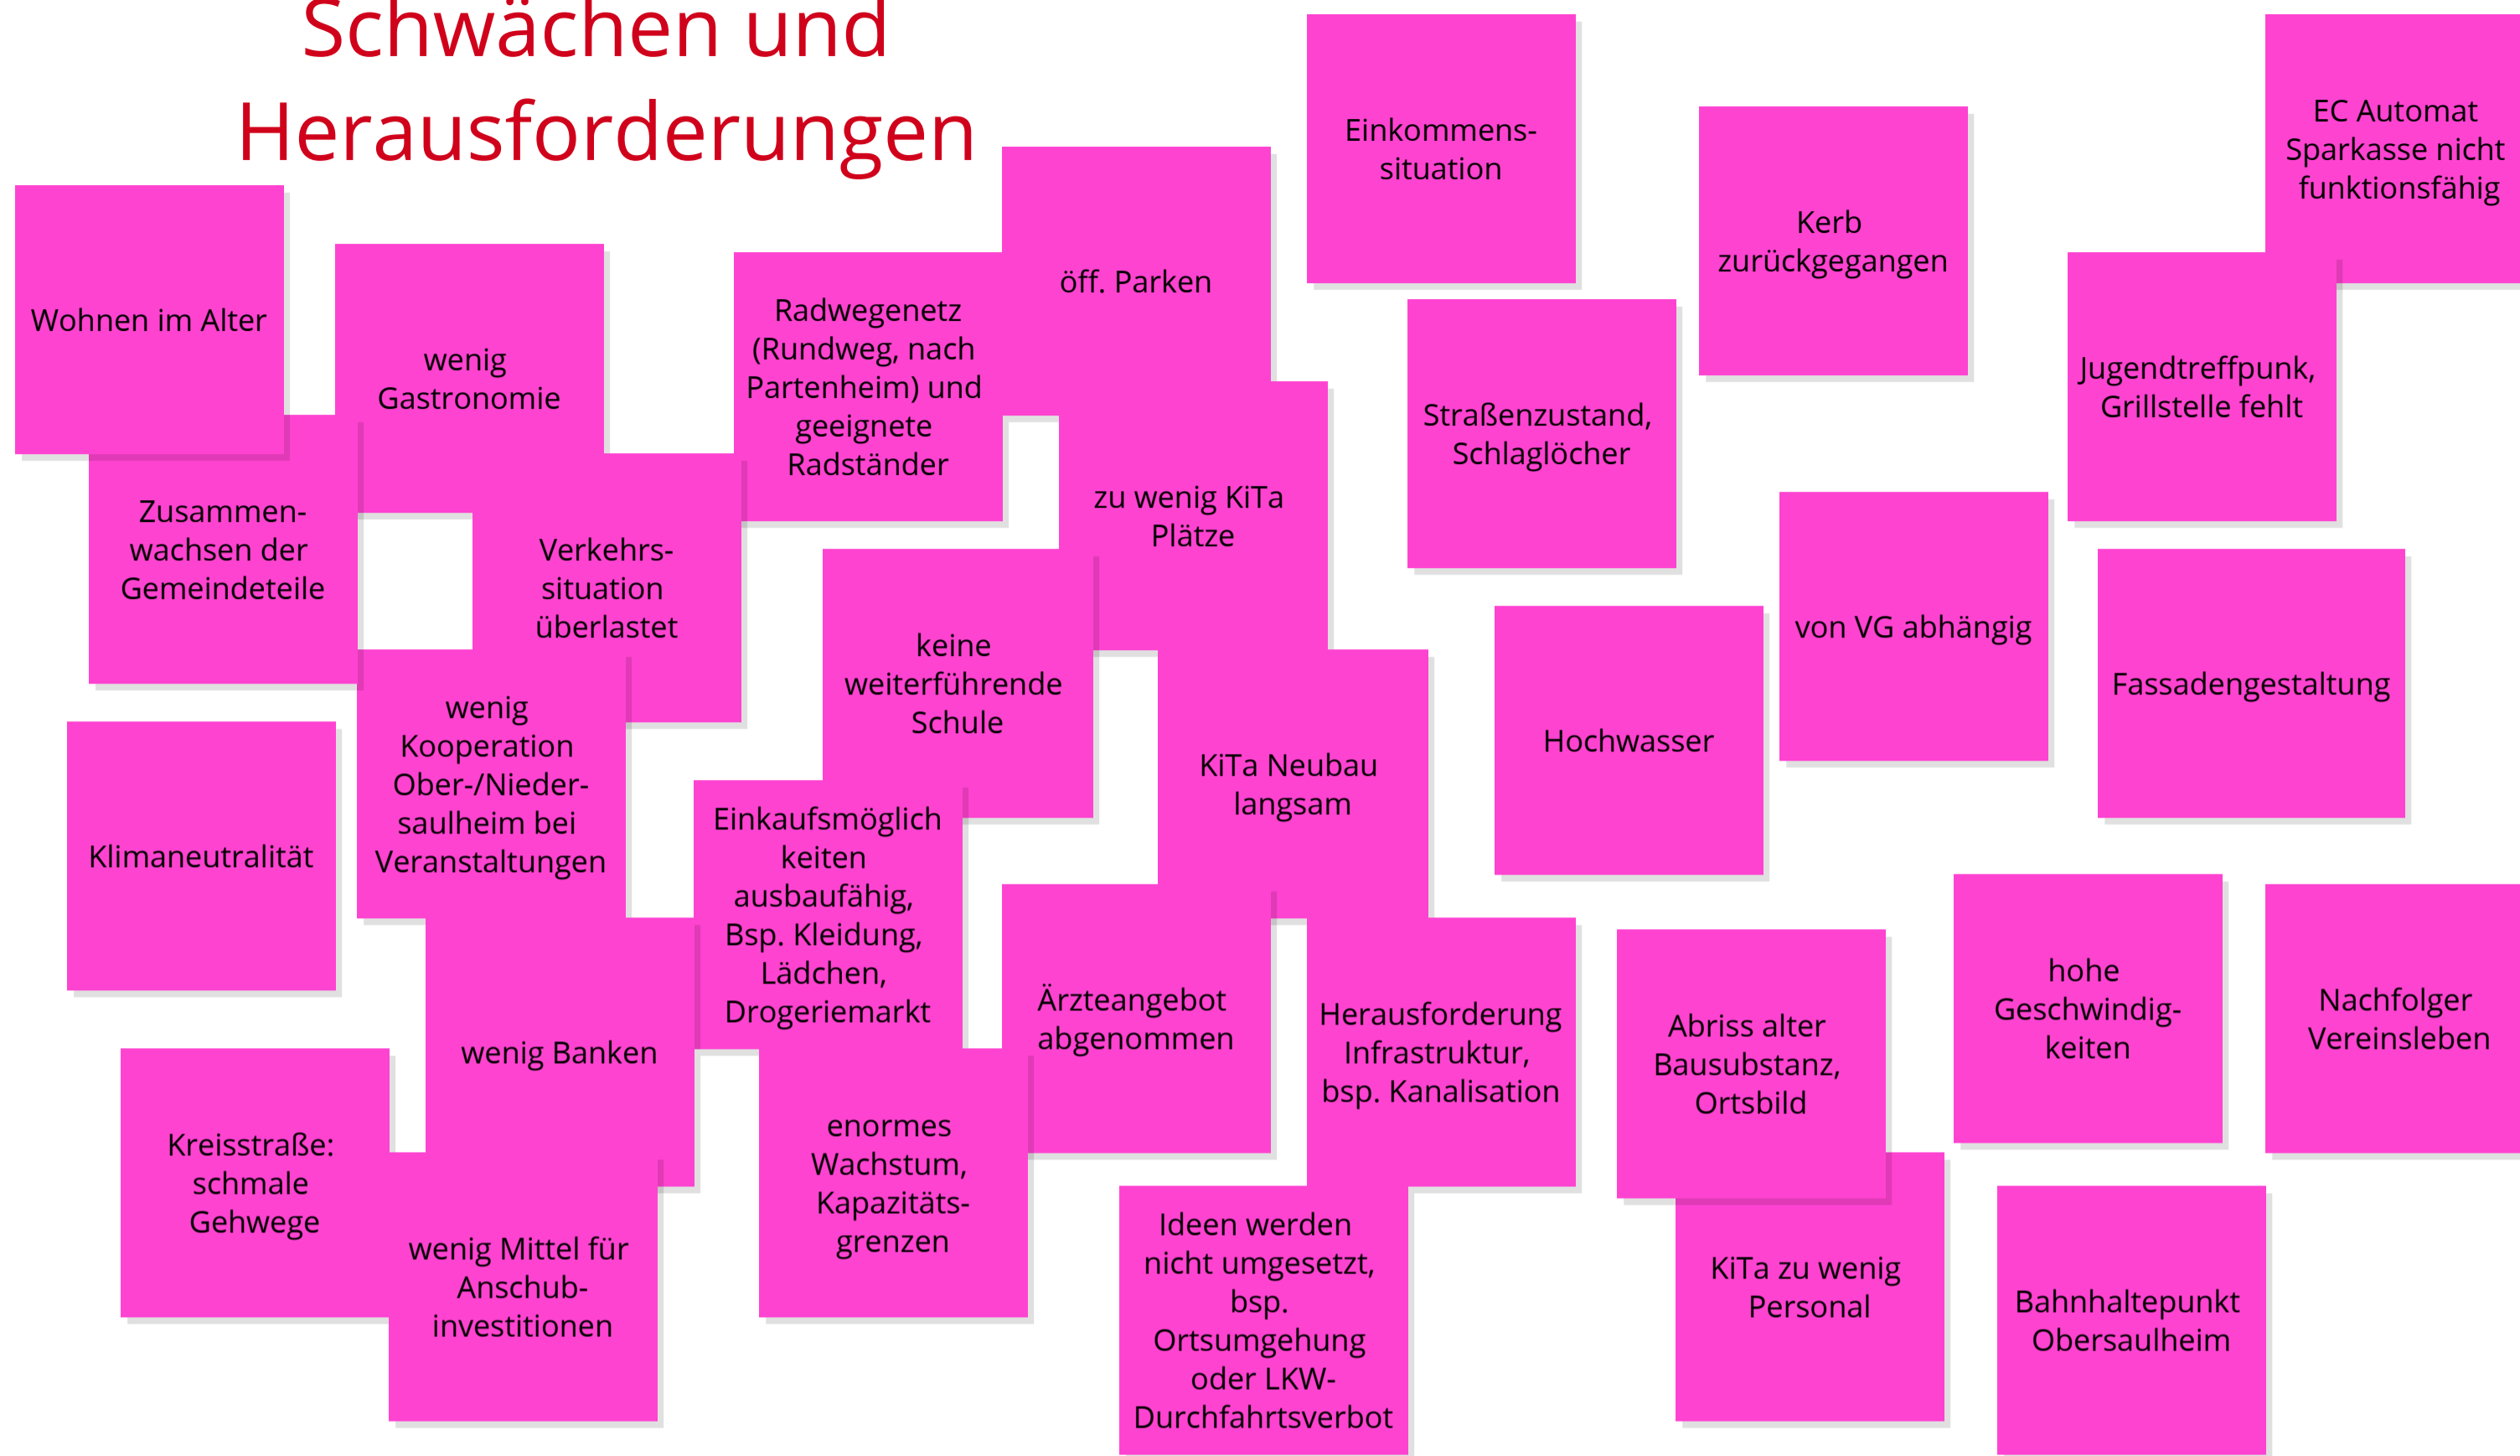 Schwächen und
Herausforderungen
Wohnen im Alter
wenig
Gastronomie
Radwegenetz
(Rundweg, nach
Partenheim) und
geeignete
Radständer
öff. Parken
Einkommens-
situation
Kerb
zurückgegangen
EC Automat
Sparkasse nicht
funktionsfähig
Zusammen-
wachsen der
Gemeindeteile
Verkehrs-
situation
überlastet
zu wenig KiTa
Plätze
Straßenzustand,
Schlaglöcher
Jugendtreffpunk,
Grillstelle fehlt
wenig
Kooperation
Ober-/Nieder-
saulheim bei
Veranstaltungen
keine
weiterführende
Schule
KiTa Neubau
langsam
Hochwasser
von VG abhängig
Fassadengestaltung
Klimaneutralität
Einkaufsmöglich
keiten
ausbaufähig,
Bsp. Kleidung,
Lädchen,
Drogeriemarkt
wenig Banken
Ärzteangebot
abgenommen
Herausforderung
Infrastruktur,
bsp. Kanalisation
Abriss alter
Bausubstanz,
Ortsbild
hohe
Geschwindig-
keiten
Nachfolger
Vereinsleben
Kreisstraße:
schmale
Gehwege
wenig Mittel für
Anschub-
investitionen
enormes
Wachstum,
Kapazitäts-
grenzen
Ideen werden
nicht umgesetzt,
bsp.
Ortsumgehung
oder LKW-
Durchfahrtsverbot
KiTa zu wenig
Personal
Bahnhaltepunkt
Obersaulheim